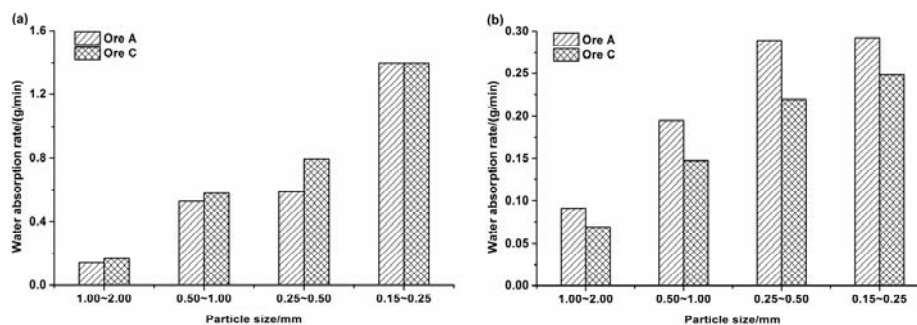 (a)
Ore A
Ore C
Water absorption rate/(g/min)
1.6
1.2
0.8
0.4
0.0
1.00~2.00
0.50~1.00
0.25~0.50
0.15~0.25
Particle size/mm
(b)
Ore A
Ore C
Water absorption rate/(g/min)
0.30
0.25
0.20
0.15
0.10
0.05
0.00
1.00~2.00
0.50~1.00
0.25~0.50
0.15~0.25
Particle size/mm